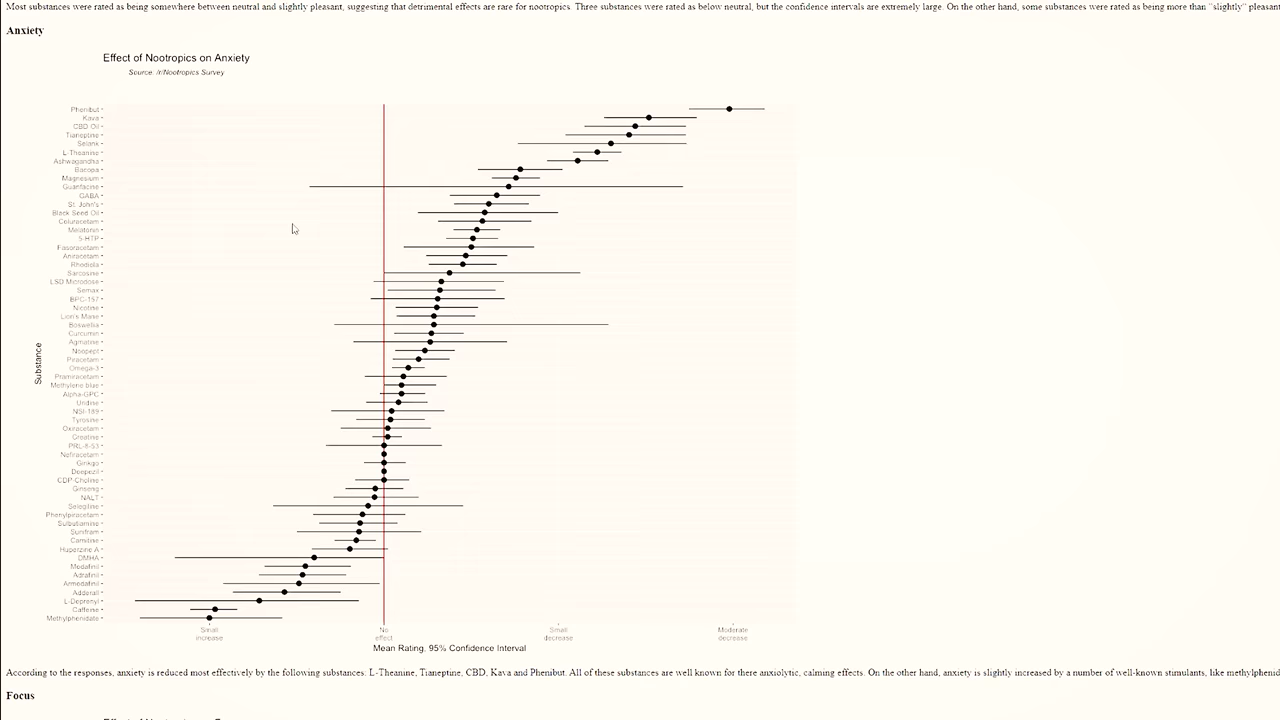 Most substances were rated as being somewhere between neutral and slightly pleasant, suggesting that detrimental effects are rare for nootropics. Three substances were rated as below neutral, but the confidence intervals are extremely large. On the other hand, some substances were rated as being more than "slightly" pleasant
Anxiety
Effect of Nootropics on Anxiety
Source: /r/Nootropics Survey
Phenibut
Kava
CBD Oil
Tianeptine
Selank
L-Theanine
Ashwagandha
Bacopa
Magnesium
Guanfacine
GABA
St. John's
Black Seed Oil
Coluracetam
Melatonin
5-HTP
Fasoracetam
Aniracetam
Rhodiola
Sarcosine
LSD Microdose
Semax
BPC-157
Nicotine
Lion's Mane
Boswellia
Curcumin
Agmatine
Noopept
Piracetam
Omega-3
Pramiracetam
Methylene blue
Alpha-GPC
Uridine
NSI-189
Tyrosine
Oxiracetam
Creatine
PRL-8-53
Nefiracetam
Ginkgo
Doepezil
CDP-Choline
Ginseng
NALT
Selegiline
Phenylpiracetam
Sulbutiamine
Sunifram
Carnitine
Huperzine A
DMHA
Modafinil
Adrafinil
Armodafinil
Adderall
L-Deprenyl
Caffeine
Methylphenidate
Substance
Small increase
No effect
Small decrease
Moderate decrease
Mean Rating, 95% Confidence Interval
According to the responses, anxiety is reduced most effectively by the following substances: L-Theanine, Tianeptine, CBD, Kava and Phenibut. All of these substances are well known for there anxiolytic, calming effects. On the other hand, anxiety is slightly increased by a number of well-known stimulants, like methylphenid
Focus